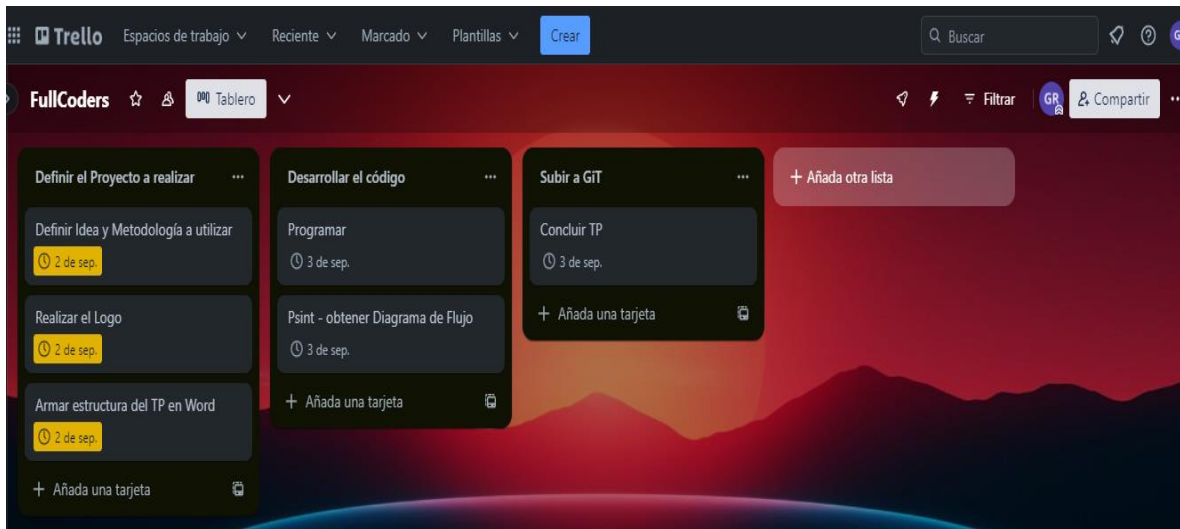 Trello Espacios de trabajo Reciente Marcado Plantillas Crear Buscar
FullCoders Tablero Filtrar GR Compartir
Definir el Proyecto a realizar
Definir Idea y Metodología a utilizar
2 de sep.
Realizar el Logo
2 de sep.
Armar estructura del TP en Word
2 de sep.
+ Añada una tarjeta
Desarrollar el código
Programar
3 de sep.
Psint - obtener Diagrama de Flujo
3 de sep.
+ Añada una tarjeta
Subir a GiT
Concluir TP
3 de sep.
+ Añada una tarjeta
+ Añada otra lista